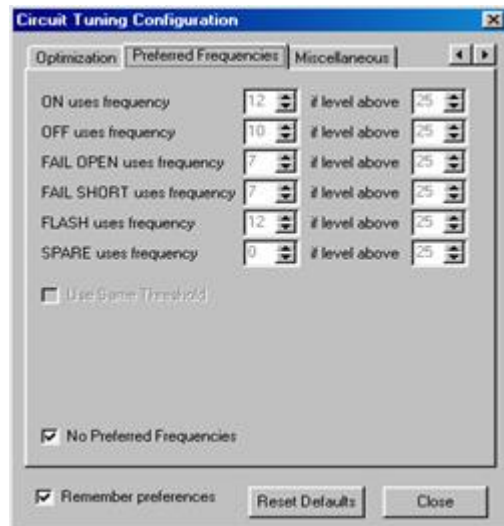 Circuit Tuning Configuration
Optimization Preferred Frequencies Miscellaneous
ON uses frequency 12 if level above 25
OFF uses frequency 10 if level above 25
FAIL OPEN uses frequency 7 if level above 25
FAIL SHORT uses frequency 7 if level above 25
FLASH uses frequency 12 if level above 25
SPARE uses frequency 0 if level above 25
Use Same Threshold
No Preferred Frequencies
Remember preferences Reset Defaults Close